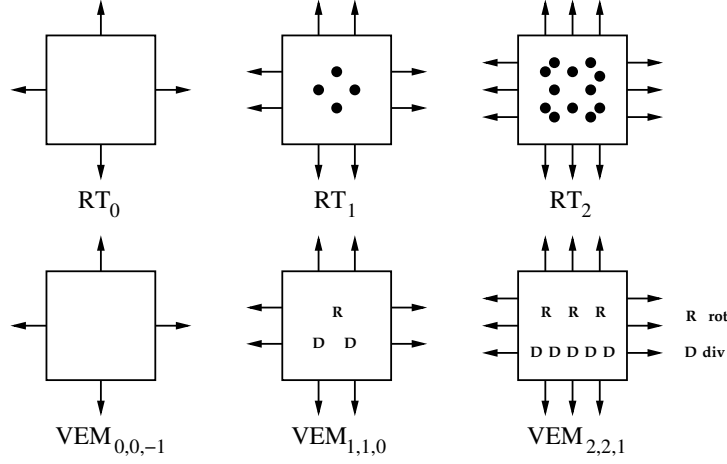 RT₀ RT₁ RT₂
R R R R R rot
D D D D D D D D div
VEM₀,₀,₋₁ VEM₁,₁,₀ VEM₂,₂,₁